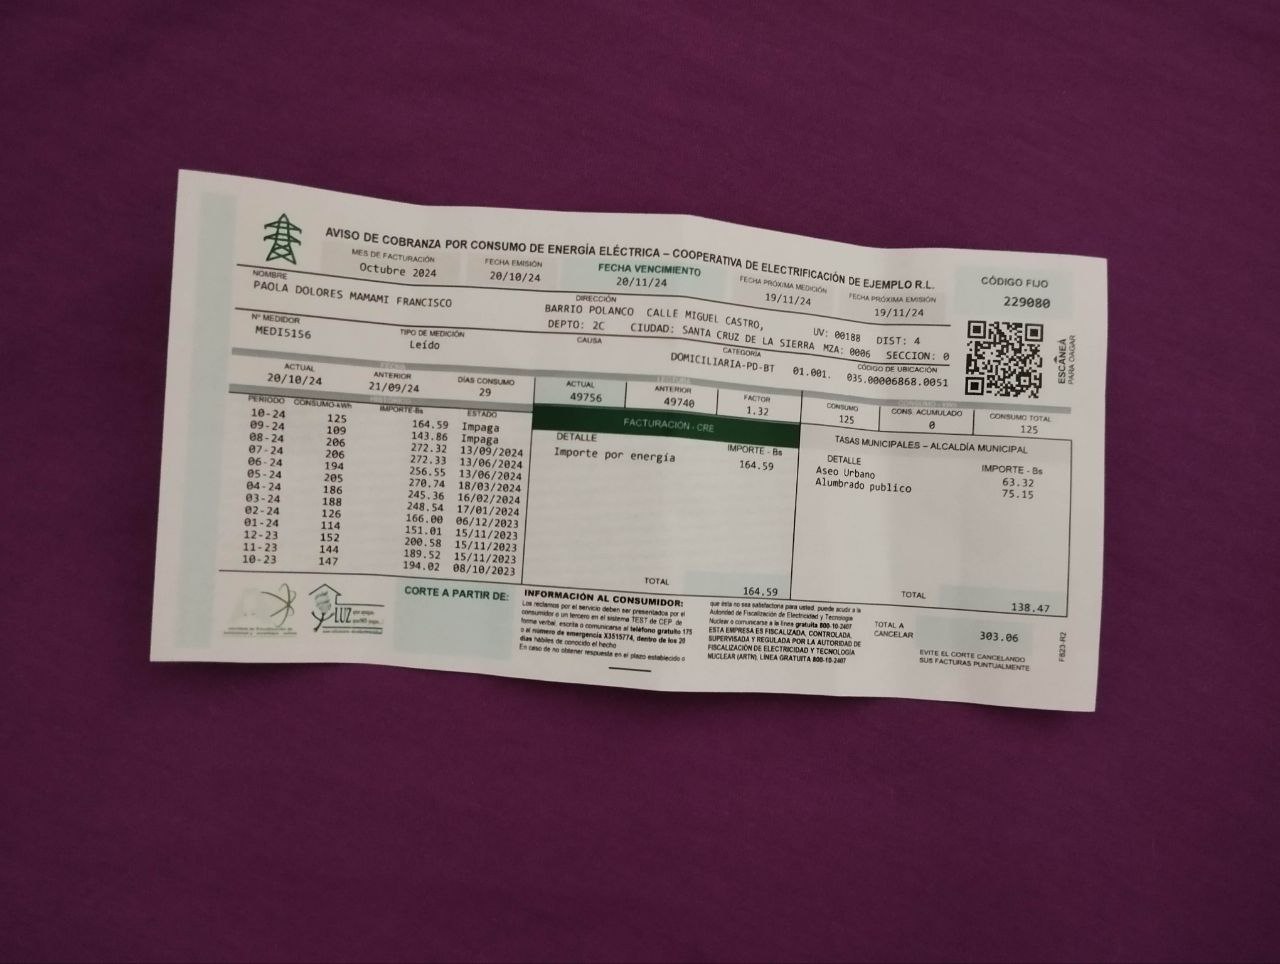 AVISO DE COBRANZA POR CONSUMO DE ENERGÍA ELÉCTRICA – COOPERATIVA DE ELECTRIFICACIÓN DE EJEMPLO R.L.
MES DE FACTURACIÓN
Octubre 2024
FECHA EMISIÓN
20/10/24
FECHA VENCIMIENTO
20/11/24
FECHA PRÓXIMA MEDICIÓN
19/11/24
FECHA PRÓXIMA EMISIÓN
19/11/24
CÓDIGO FIJO
229080
NOMBRE
PAOLA DOLORES MAMAMI FRANCISCO
DIRECCIÓN
BARRIO POLANCO CALLE MIGUEL CASTRO,
UV: 00188 DIST: 4
DEPTO: 2C CIUDAD: SANTA CRUZ DE LA SIERRA MZA: 0006 SECCION: 0
ESCANEÁ
PARA PAGAR
N° MEDIDOR
MEDI5156
TIPO DE MEDICIÓN
Leído
CAUSA
CATEGORÍA
DOMICILIARIA-PD-BT 01.001.
CÓDIGO DE UBICACIÓN
035.00006868.0051
FECHA
LECTURA
ACTUAL
20/10/24
ANTERIOR
21/09/24
DÍAS CONSUMO
29
ACTUAL
49756
ANTERIOR
49740
FACTOR
1.32
CONSUMO
125
CONS. ACUMULADO
0
CONSUMO TOTAL
125
PERÍODO CONSUMO-kWh IMPORTE-Bs ESTADO
10-24 125 164.59 Impaga
09-24 109 143.86 Impaga
08-24 206 272.32 13/09/2024
07-24 206 272.33 13/06/2024
06-24 194 256.55 13/06/2024
05-24 205 270.74 18/03/2024
04-24 186 245.36 16/02/2024
03-24 188 248.54 17/01/2024
02-24 126 166.00 06/12/2023
01-24 114 151.01 15/11/2023
12-23 152 200.58 15/11/2023
11-23 144 189.52 15/11/2023
10-23 147 194.02 08/10/2023
FACTURACIÓN - CRE
DETALLE IMPORTE - Bs
Importe por energía 164.59
TOTAL 164.59
TASAS MUNICIPALES – ALCALDÍA MUNICIPAL
DETALLE IMPORTE - Bs
Aseo Urbano 63.32
Alumbrado publico 75.15
TOTAL 138.47
LUZ
CORTE A PARTIR DE:
INFORMACIÓN AL CONSUMIDOR:
Los reclamos por el servicio deben ser presentados por el
consumidor o un tercero en el sistema TEST de CEP de
forma verbal, escrita o comunicarse al teléfono gratuito 175
o al número de emergencia X3515774, dentro de los 20
días hábiles de conocido el hecho
En caso de no obtener respuesta en el plazo establecido o
que ésta no sea satisfactoria para usted, puede acudir a la
Autoridad de Fiscalización de Electricidad y Tecnología
Nuclear o comunicarse a la línea gratuita 800-10-2407
ESTA EMPRESA ES FISCALIZADA, CONTROLADA,
SUPERVISADA Y REGULADA POR LA AUTORIDAD DE
FISCALIZACIÓN DE ELECTRICIDAD Y TECNOLOGÍA
NUCLEAR (AETN), LÍNEA GRATUITA 800-10-2407
TOTAL A
CANCELAR
303.06
EVITE EL CORTE CANCELANDO
SUS FACTURAS PUNTUALMENTE
F823-R2